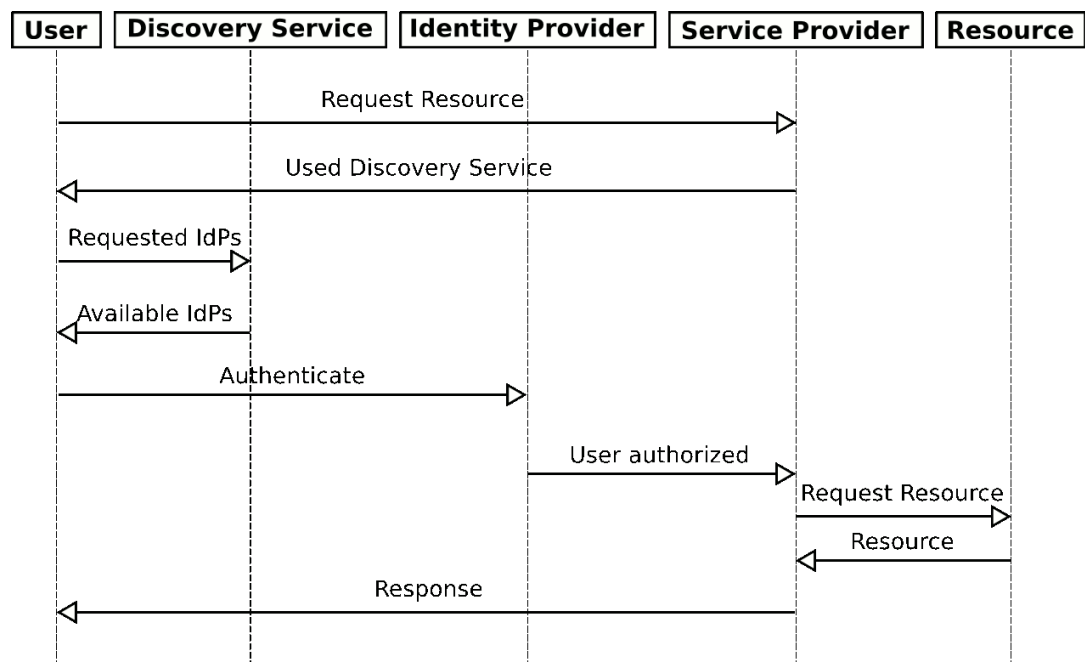 User Discovery Service Identity Provider Service Provider Resource
Request Resource
Used Discovery Service
Requested IdPs
Available IdPs
Authenticate
User authorized
Request Resource
Resource
Response